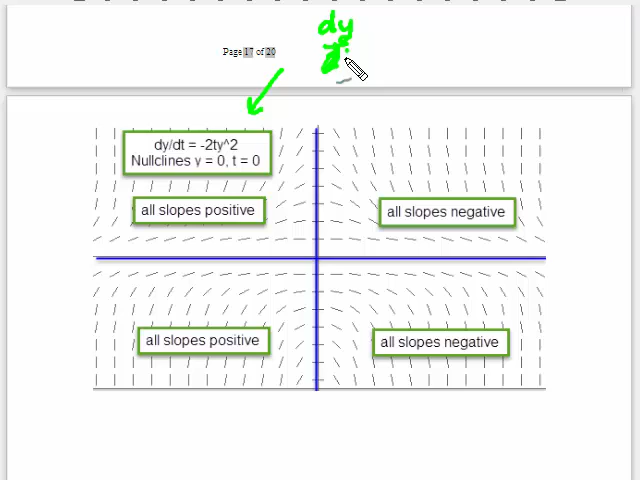 dy
Page 17 of 20
dy/dt = -2ty^2
Nullclines y = 0, t = 0
all slopes positive
all slopes negative
all slopes positive
all slopes negative